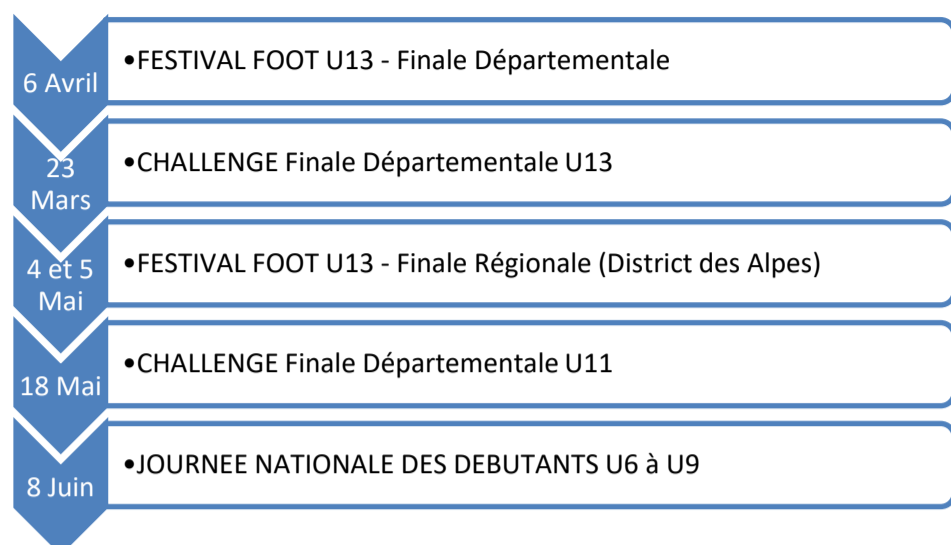 6 Avril
•FESTIVAL FOOT U13 - Finale Départementale
23
Mars
•CHALLENGE Finale Départementale U13
4 et 5
Mai
•FESTIVAL FOOT U13 - Finale Régionale (District des Alpes)
18 Mai
•CHALLENGE Finale Départementale U11
8 Juin
•JOURNEE NATIONALE DES DEBUTANTS U6 à U9